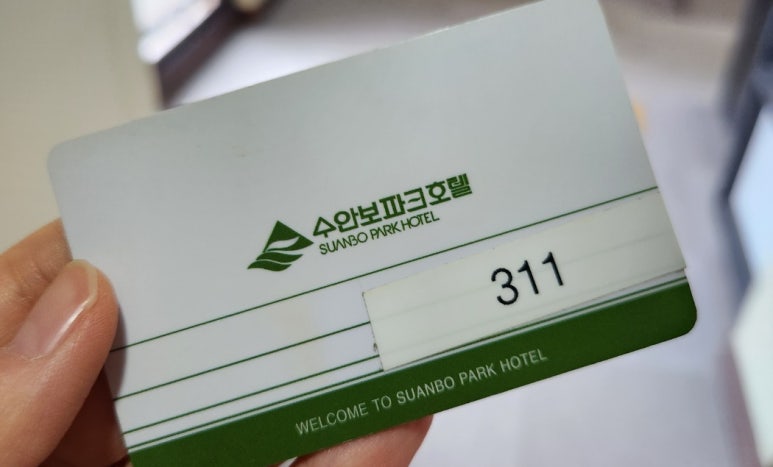 수안보파크호텔
SUANBO PARK HOTEL
311
WELCOME TO SUANBO PARK HOTEL